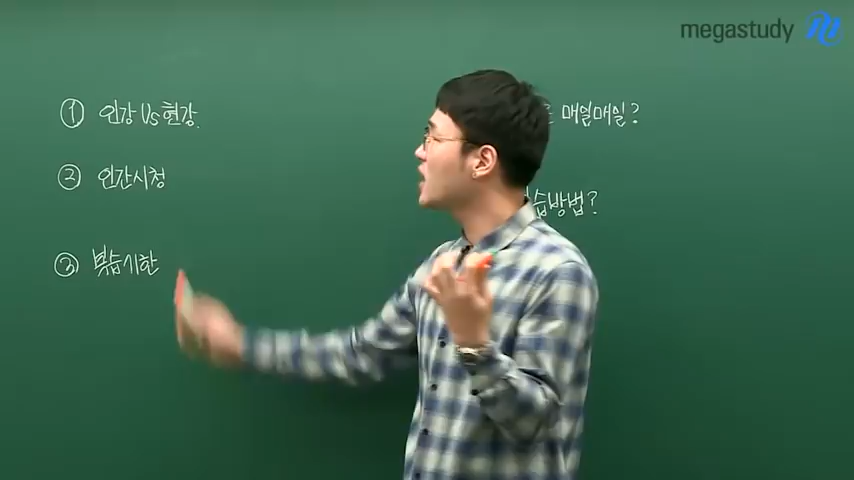 megastudy
① 인강 Vs 현강.
② 인간시청
③ 복습기한
매일매일?
습방법?